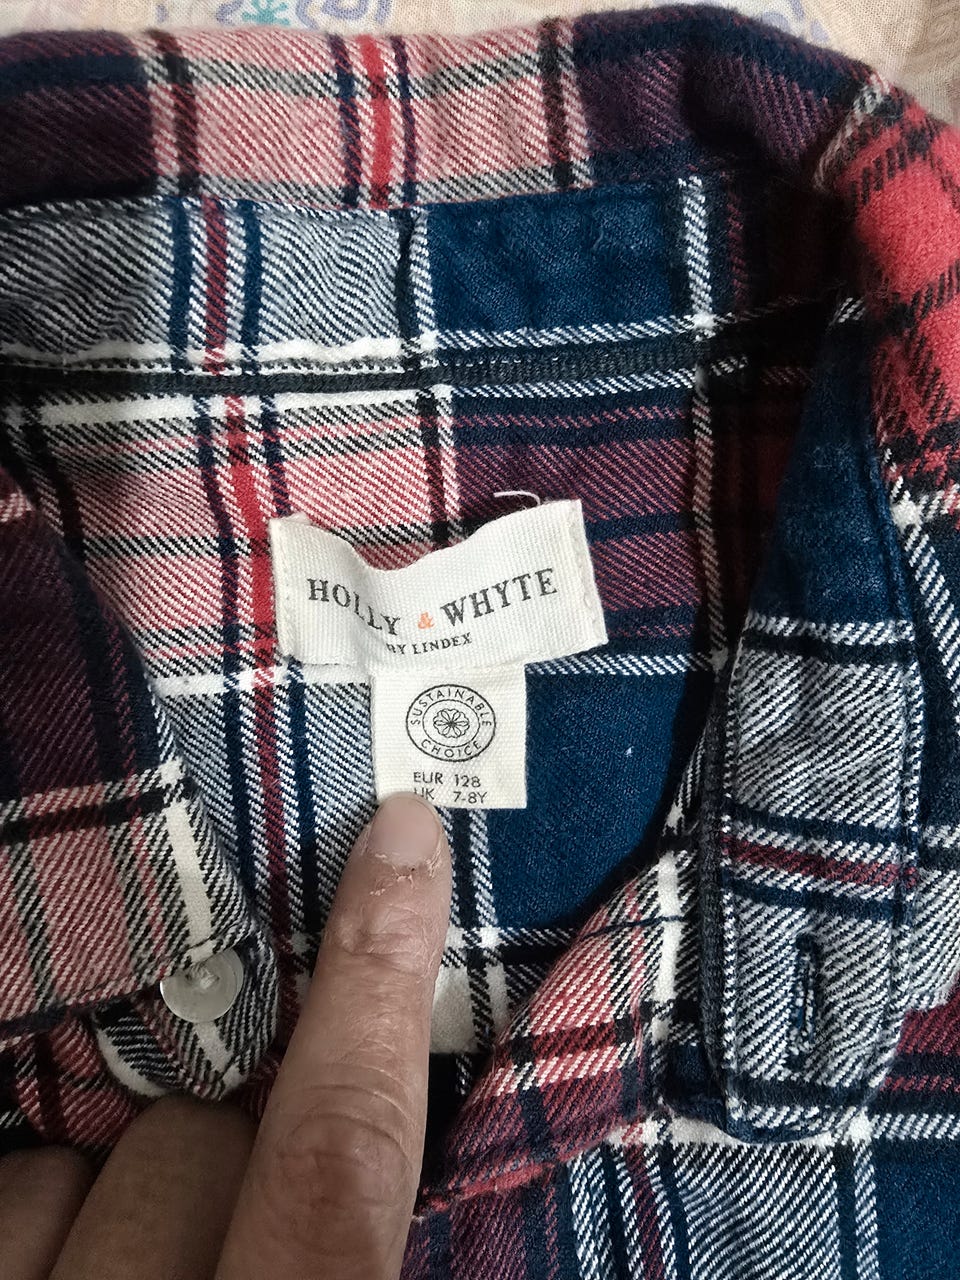 HOLLY & WHYTE
BY LINDEX
SUSTAINABLE
CHOICE
EUR 128
UK 7-8Y